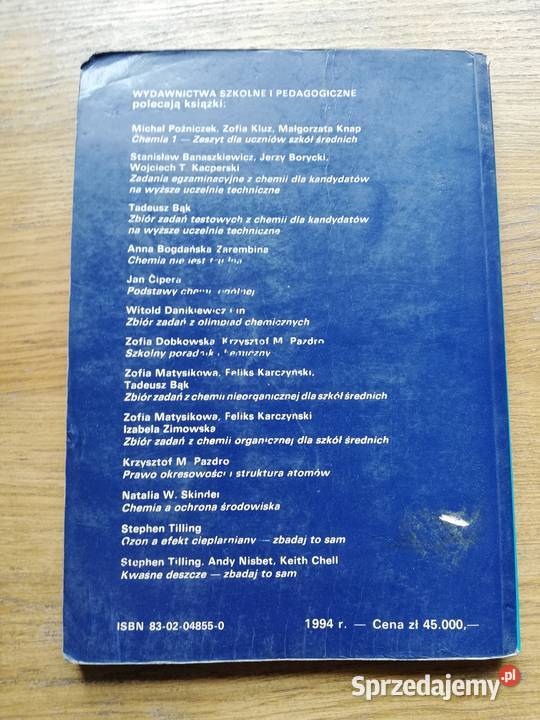 WYDAWNICTWA SZKOLNE I PEDAGOGICZNE
polecają książki:
Michał Poźniczek, Zofia Kluz, Małgorzata Knap
Chemia 1 — Zeszyt dla uczniów szkół średnich
Stanisław Banaszkiewicz, Jerzy Borycki,
Wojciech T. Kacperski
Zadania egzaminacyjne z chemii dla kandydatów
na wyższe uczelnie techniczne
Tadeusz Bąk
Zbiór zadań testowych z chemii dla kandydatów
na wyższe uczelnie techniczne
Anna Bogdańska Zarembina
Chemia nie jest trudna
Jan Čipera
Podstawy chemii ogólnej
Witold Danikiewicz i in
Zbiór zadań z olimpiad chemicznych
Zofia Dobkowska, Krzysztof M. Pazdro
Szkolny poradnik chemiczny
Zofia Matysikowa, Feliks Karczyński,
Tadeusz Bąk
Zbiór zadań z chemii nieorganicznej dla szkół średnich
Zofia Matysikowa, Feliks Karczyński
Izabela Zimowska
Zbiór zadań z chemii organicznej dla szkół średnich
Krzysztof M. Pazdro
Prawo okresowości i struktura atomów
Natalia W. Skinder
Chemia a ochrona środowiska
Stephen Tilling
Ozon a efekt cieplarniany — zbadaj to sam
Stephen Tilling, Andy Nisbet, Keith Chell
Kwaśne deszcze — zbadaj to sam
ISBN 83-02-04855-0 1994 r. — Cena zł 45.000,—
Sprzedajemy.pl